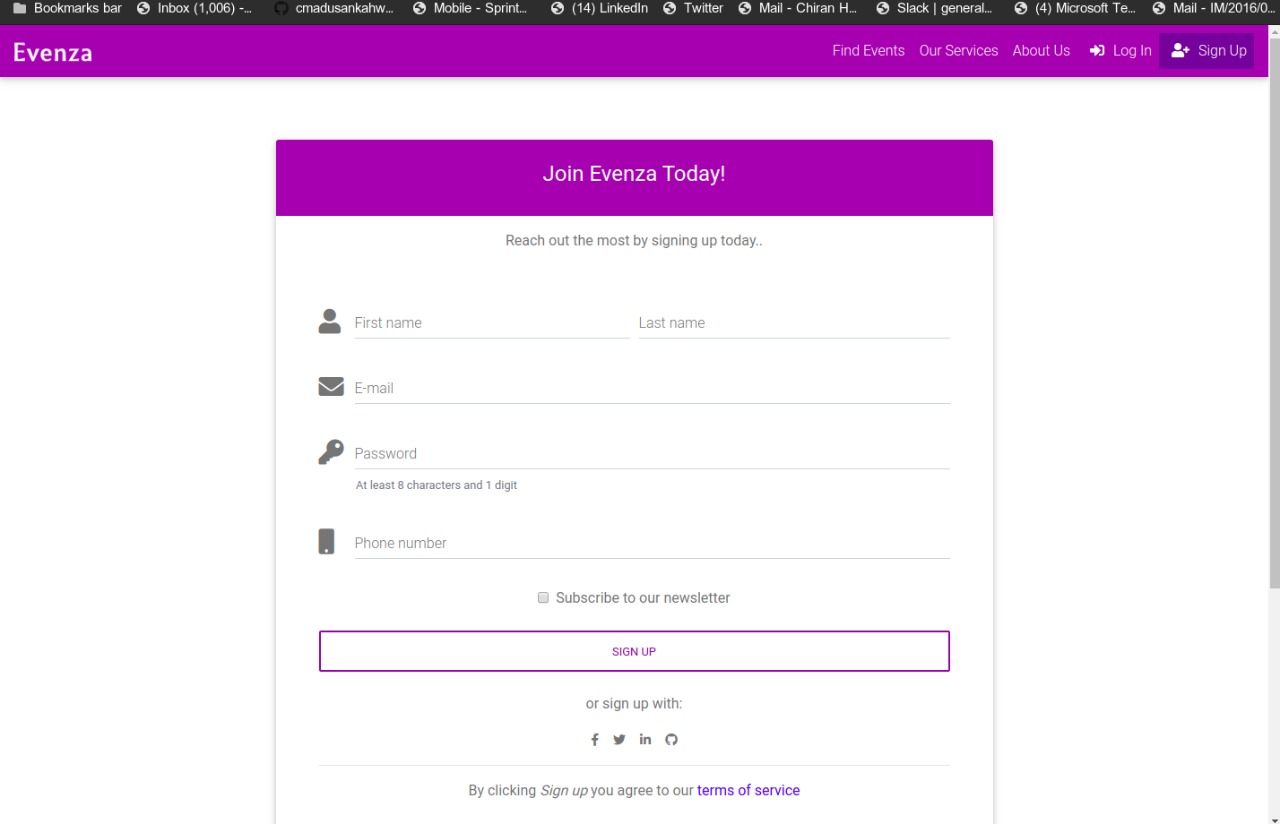 Bookmarks bar Inbox (1,006) -... cmadusankahw... Mobile - Sprint... (14) LinkedIn Twitter Mail - Chiran H... Slack | general... (4) Microsoft Te... Mail - IM/2016/0...
Evenza Find Events Our Services About Us Log In Sign Up
Join Evenza Today!
Reach out the most by signing up today..
First name Last name
E-mail
Password
At least 8 characters and 1 digit
Phone number
Subscribe to our newsletter
SIGN UP
or sign up with:
By clicking Sign up you agree to our terms of service